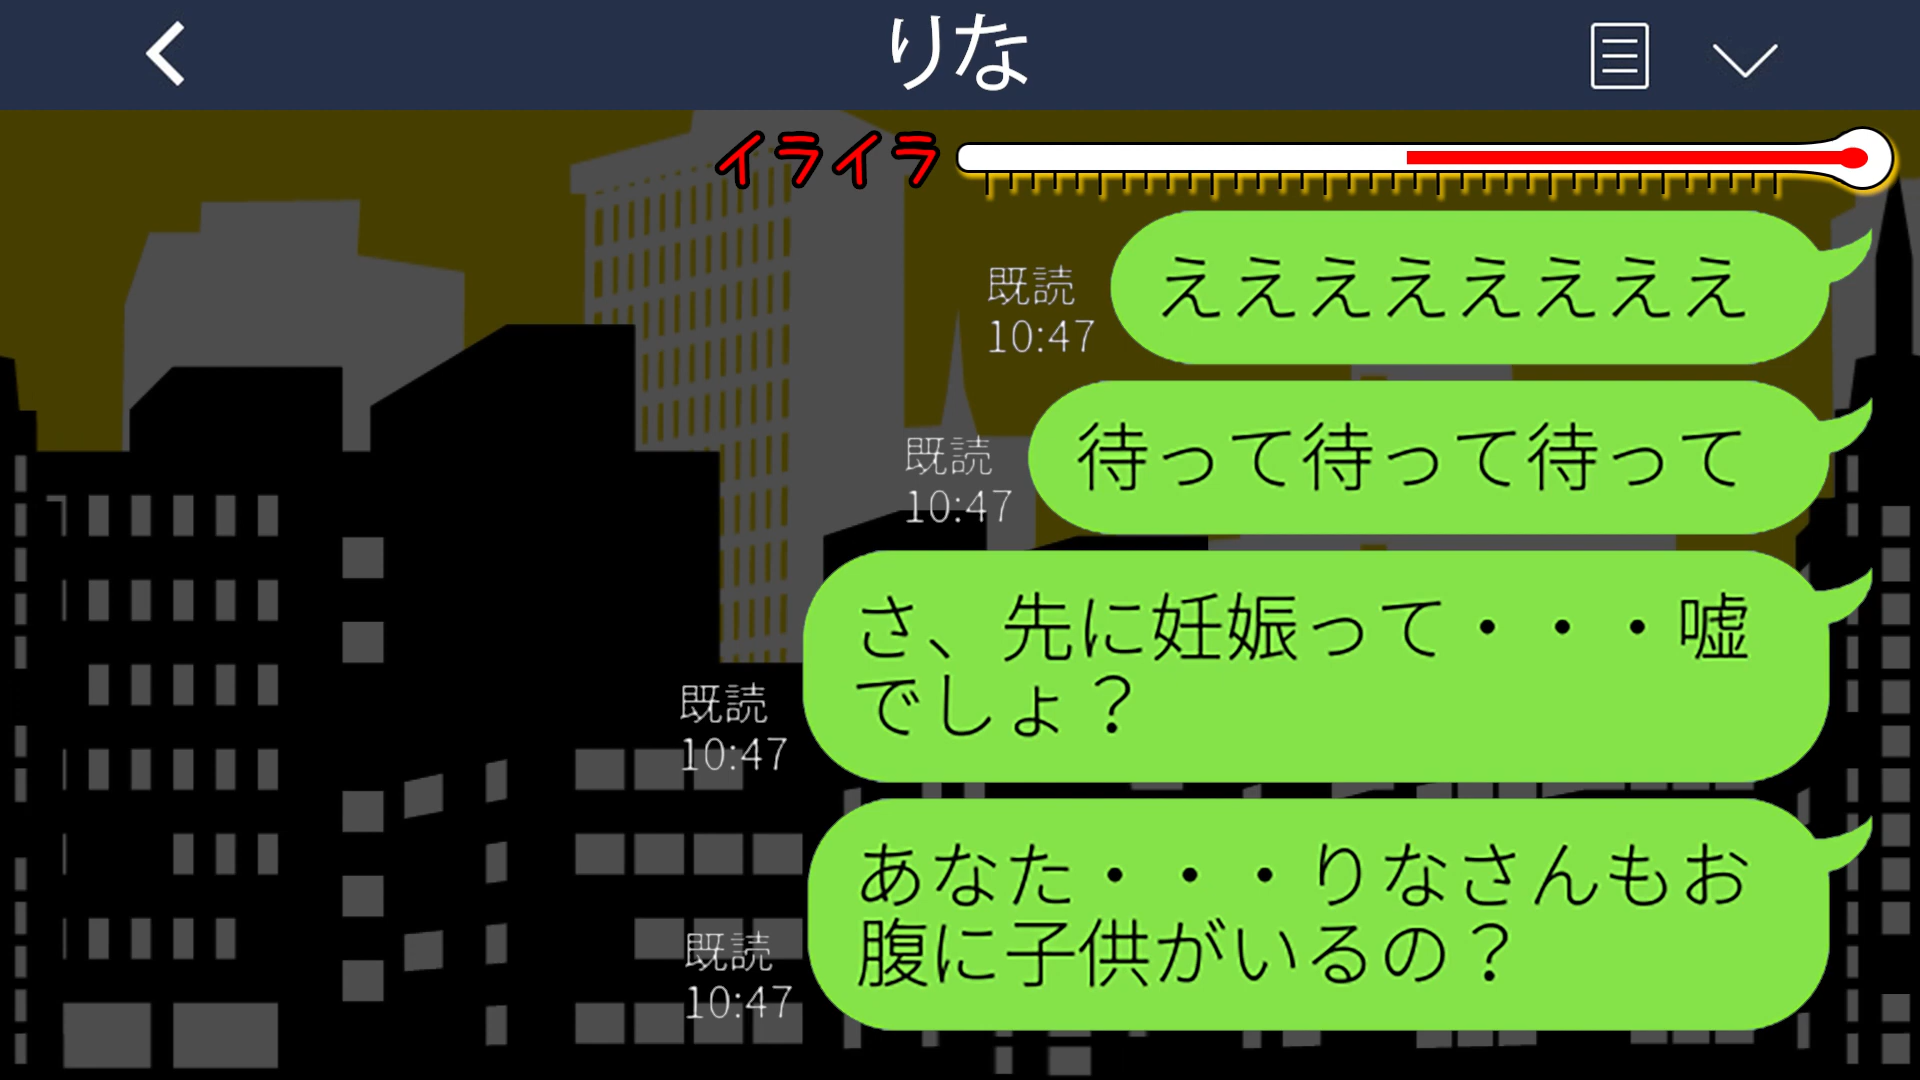 りな
イライラ
ええええええええ
既読
10:47
待って待って待って
既読
10:47
さ、先に妊娠って・・・嘘
でしょ？
既読
10:47
あなた・・・りなさんもお
腹に子供がいるの？
既読
10:47